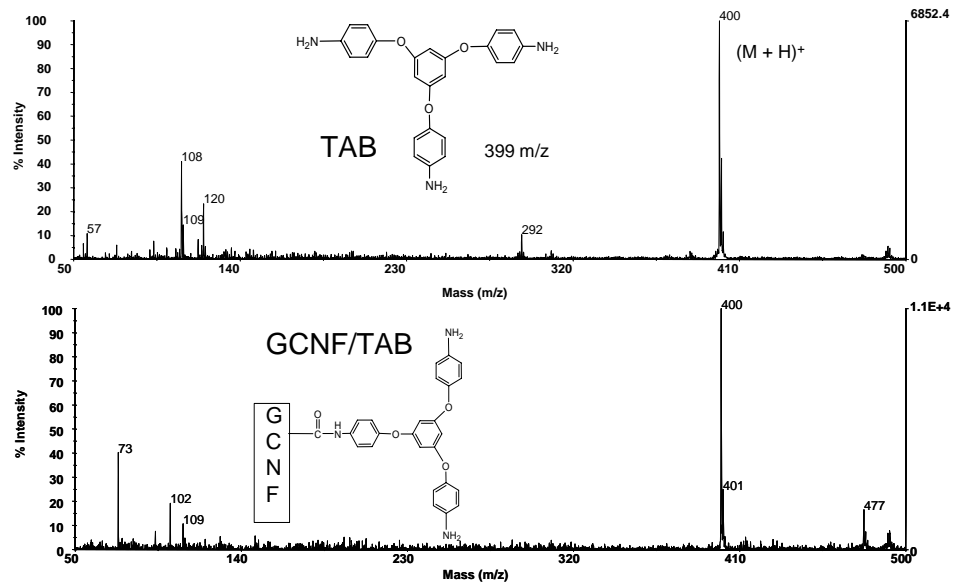 100
90
80
70
60
50
40
30
20
10
0
% Intensity
6852.4
0
400
(M + H)+
H₂N
O
O
NH₂
O
NH₂
TAB
399 m/z
108
109
120
57
292
50
140
230
320
410
500
Mass (m/z)
100
90
80
70
60
50
40
30
20
10
0
% Intensity
1.1E+4
0
400
GCNF/TAB
NH₂
O
G
C
N
F
O
C
H
N
O
O
NH₂
73
102
109
401
477
50
140
230
320
410
500
Mass (m/z)